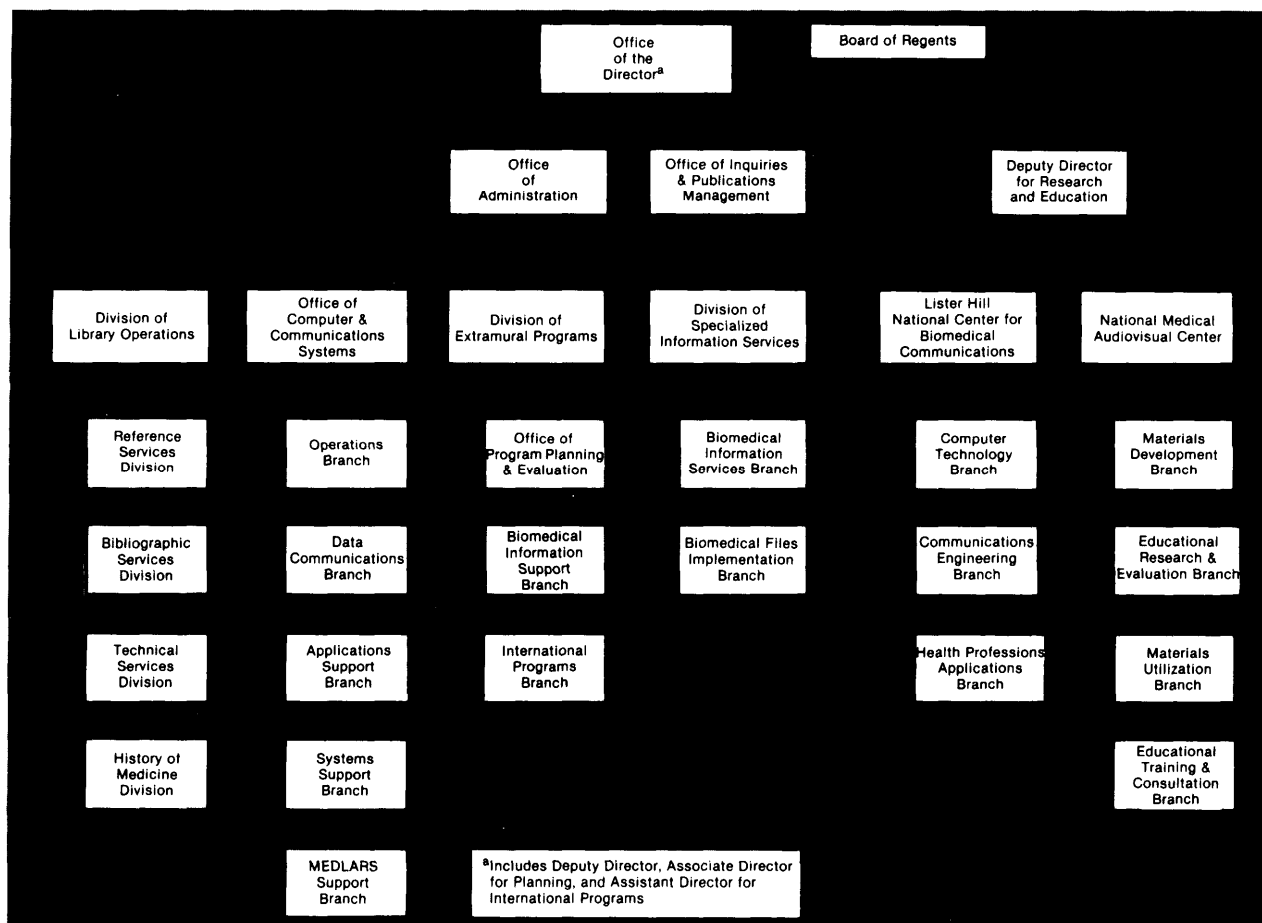 Office
of the
Directorᵃ
Board of Regents
Office
of
Administration
Office of Inquiries
& Publications
Management
Deputy Director
for Research
and Education
Division of
Library Operations
Office of
Computer &
Communications
Systems
Division of
Extramural Programs
Division of
Specialized
Information Services
Lister Hill
National Center for
Biomedical
Communications
National Medical
Audiovisual Center
Reference
Services
Division
Operations
Branch
Office of
Program Planning
& Evaluation
Biomedical
Information
Services Branch
Computer
Technology
Branch
Materials
Development
Branch
Bibliographic
Services
Division
Data
Communications
Branch
Biomedical
Information
Support
Branch
Biomedical Files
Implementation
Branch
Communications
Engineering
Branch
Educational
Research &
Evaluation Branch
Technical
Services
Division
Applications
Support
Branch
International
Programs
Branch
Health Professions
Applications
Branch
Materials
Utilization
Branch
History of
Medicine
Division
Systems
Support
Branch
Educational
Training &
Consultation
Branch
MEDLARS
Support
Branch
ᵃIncludes Deputy Director, Associate Director
for Planning, and Assistant Director for
International Programs